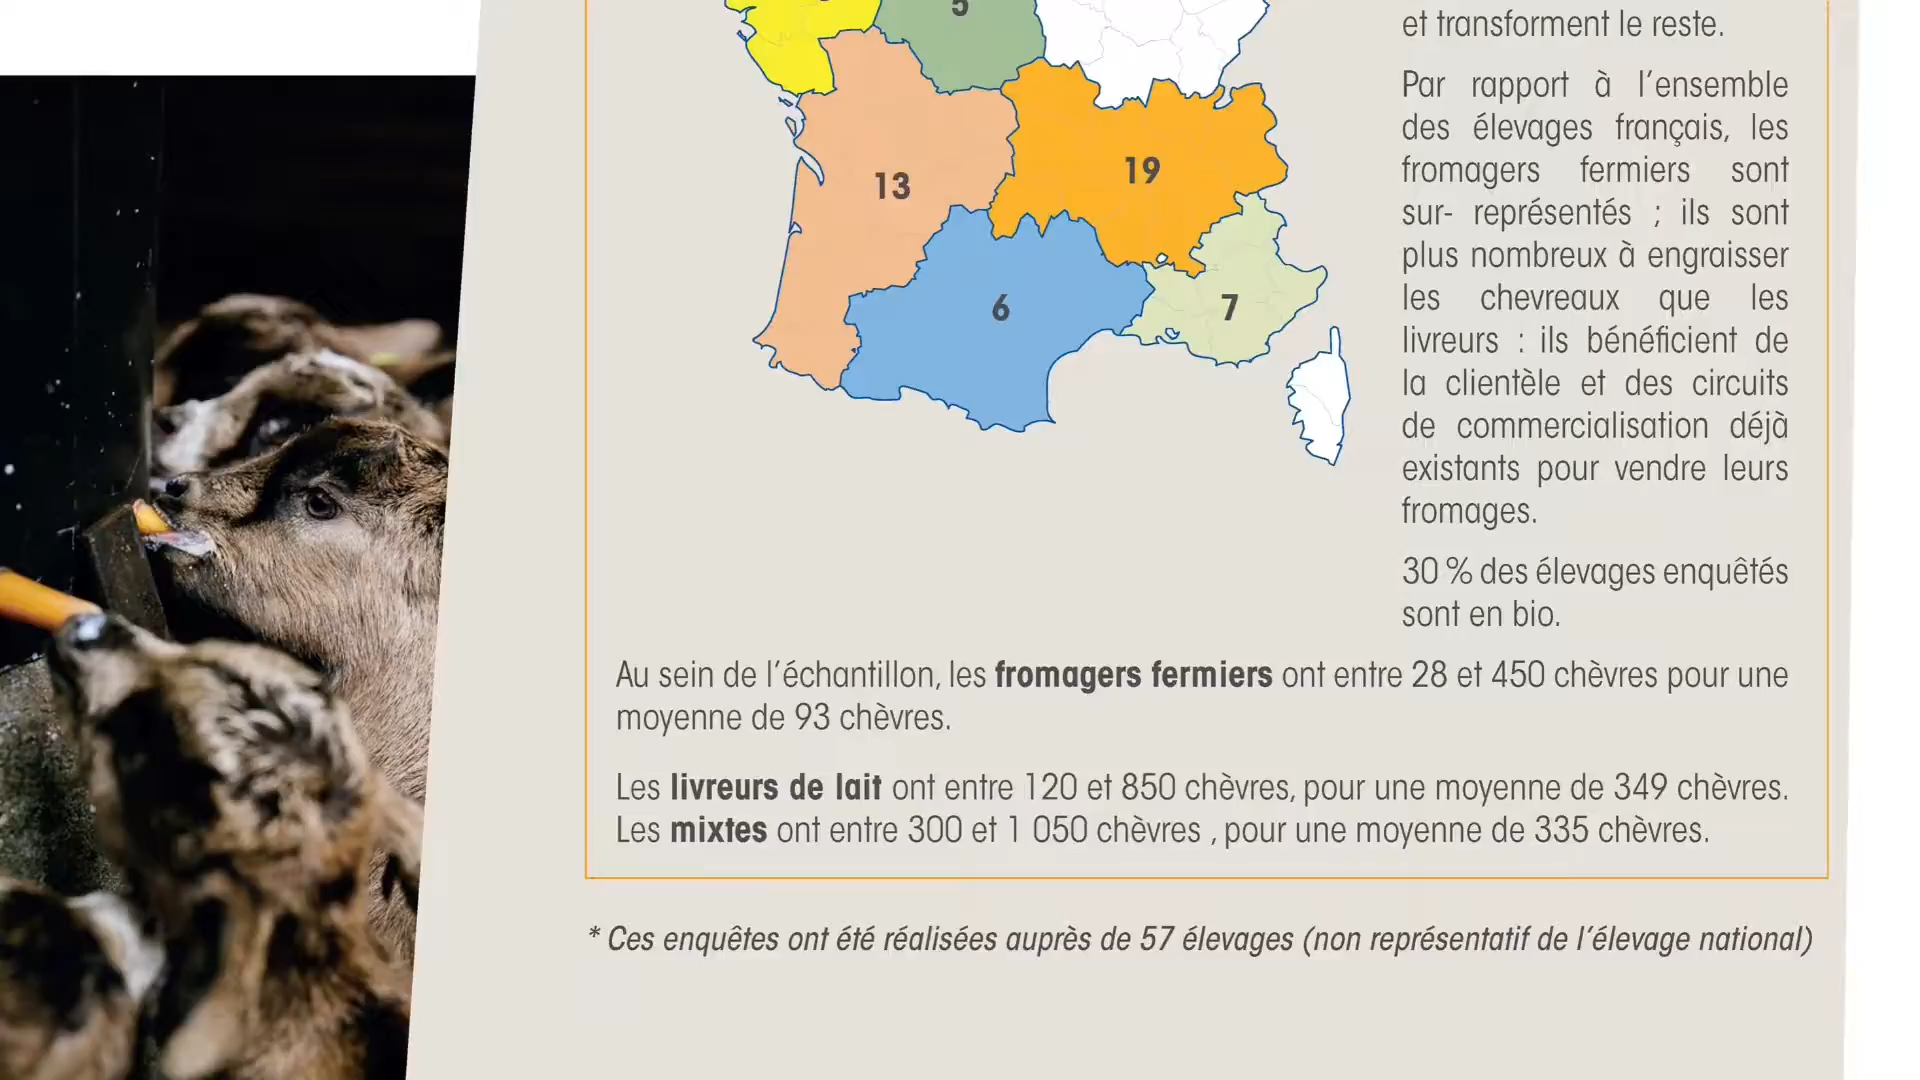 5
et transforment le reste.
13
19
6
7
Par rapport à l’ensemble
des élevages français, les
fromagers fermiers sont
sur- représentés ; ils sont
plus nombreux à engraisser
les chevreaux que les
livreurs : ils bénéficient de
la clientèle et des circuits
de commercialisation déjà
existants pour vendre leurs
fromages.
30 % des élevages enquêtés
sont en bio.
Au sein de l’échantillon, les fromagers fermiers ont entre 28 et 450 chèvres pour une
moyenne de 93 chèvres.
Les livreurs de lait ont entre 120 et 850 chèvres, pour une moyenne de 349 chèvres.
Les mixtes ont entre 300 et 1 050 chèvres , pour une moyenne de 335 chèvres.
* Ces enquêtes ont été réalisées auprès de 57 élevages (non représentatif de l’élevage national)